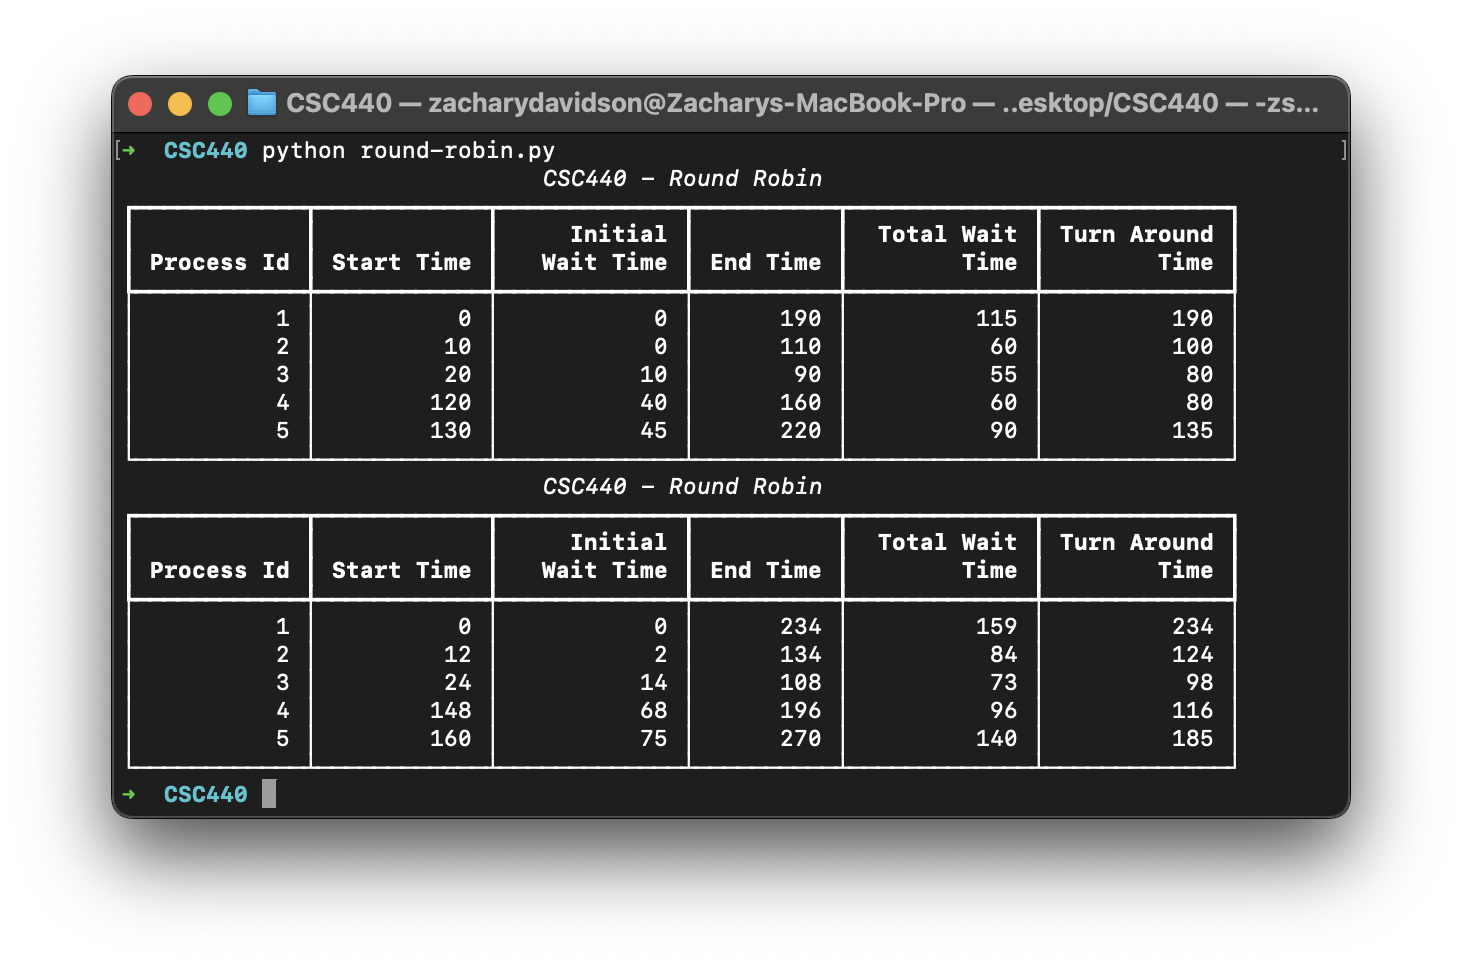 CSC440 — zacharydavidson@Zacharys-MacBook-Pro — ..esktop/CSC440 — -zs...
[➜ CSC440 python round-robin.py ]
CSC440 - Round Robin
Initial Total Wait Turn Around
Process Id Start Time Wait Time End Time Time Time
1 0 0 190 115 190
2 10 0 110 60 100
3 20 10 90 55 80
4 120 40 160 60 80
5 130 45 220 90 135
CSC440 - Round Robin
Initial Total Wait Turn Around
Process Id Start Time Wait Time End Time Time Time
1 0 0 234 159 234
2 12 2 134 84 124
3 24 14 108 73 98
4 148 68 196 96 116
5 160 75 270 140 185
➜ CSC440